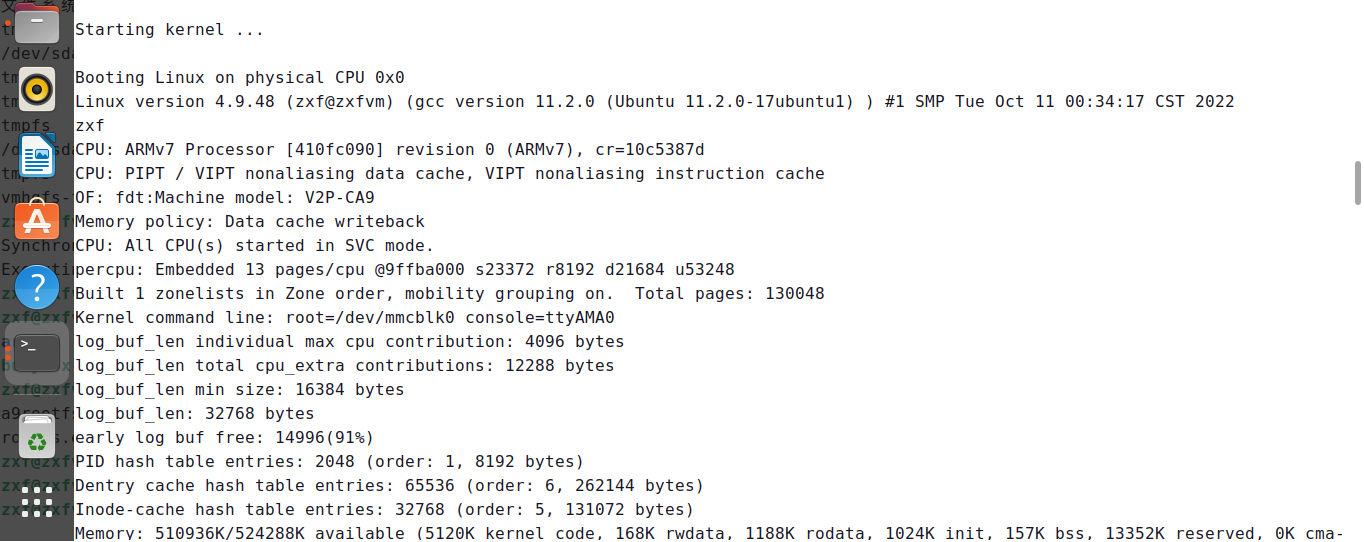 Starting kernel ...
Booting Linux on physical CPU 0x0
Linux version 4.9.48 (zxf@zxfvm) (gcc version 11.2.0 (Ubuntu 11.2.0-17ubuntu1) ) #1 SMP Tue Oct 11 00:34:17 CST 2022
zxf
CPU: ARMv7 Processor [410fc090] revision 0 (ARMv7), cr=10c5387d
CPU: PIPT / VIPT nonaliasing data cache, VIPT nonaliasing instruction cache
OF: fdt:Machine model: V2P-CA9
Memory policy: Data cache writeback
CPU: All CPU(s) started in SVC mode.
percpu: Embedded 13 pages/cpu @9ffba000 s23372 r8192 d21684 u53248
Built 1 zonelists in Zone order, mobility grouping on.  Total pages: 130048
Kernel command line: root=/dev/mmcblk0 console=ttyAMA0
log_buf_len individual max cpu contribution: 4096 bytes
log_buf_len total cpu_extra contributions: 12288 bytes
log_buf_len min size: 16384 bytes
log_buf_len: 32768 bytes
early log buf free: 14996(91%)
PID hash table entries: 2048 (order: 1, 8192 bytes)
Dentry cache hash table entries: 65536 (order: 6, 262144 bytes)
Inode-cache hash table entries: 32768 (order: 5, 131072 bytes)
Memory: 510936K/524288K available (5120K kernel code, 168K rwdata, 1188K rodata, 1024K init, 157K bss, 13352K reserved, 0K cma-